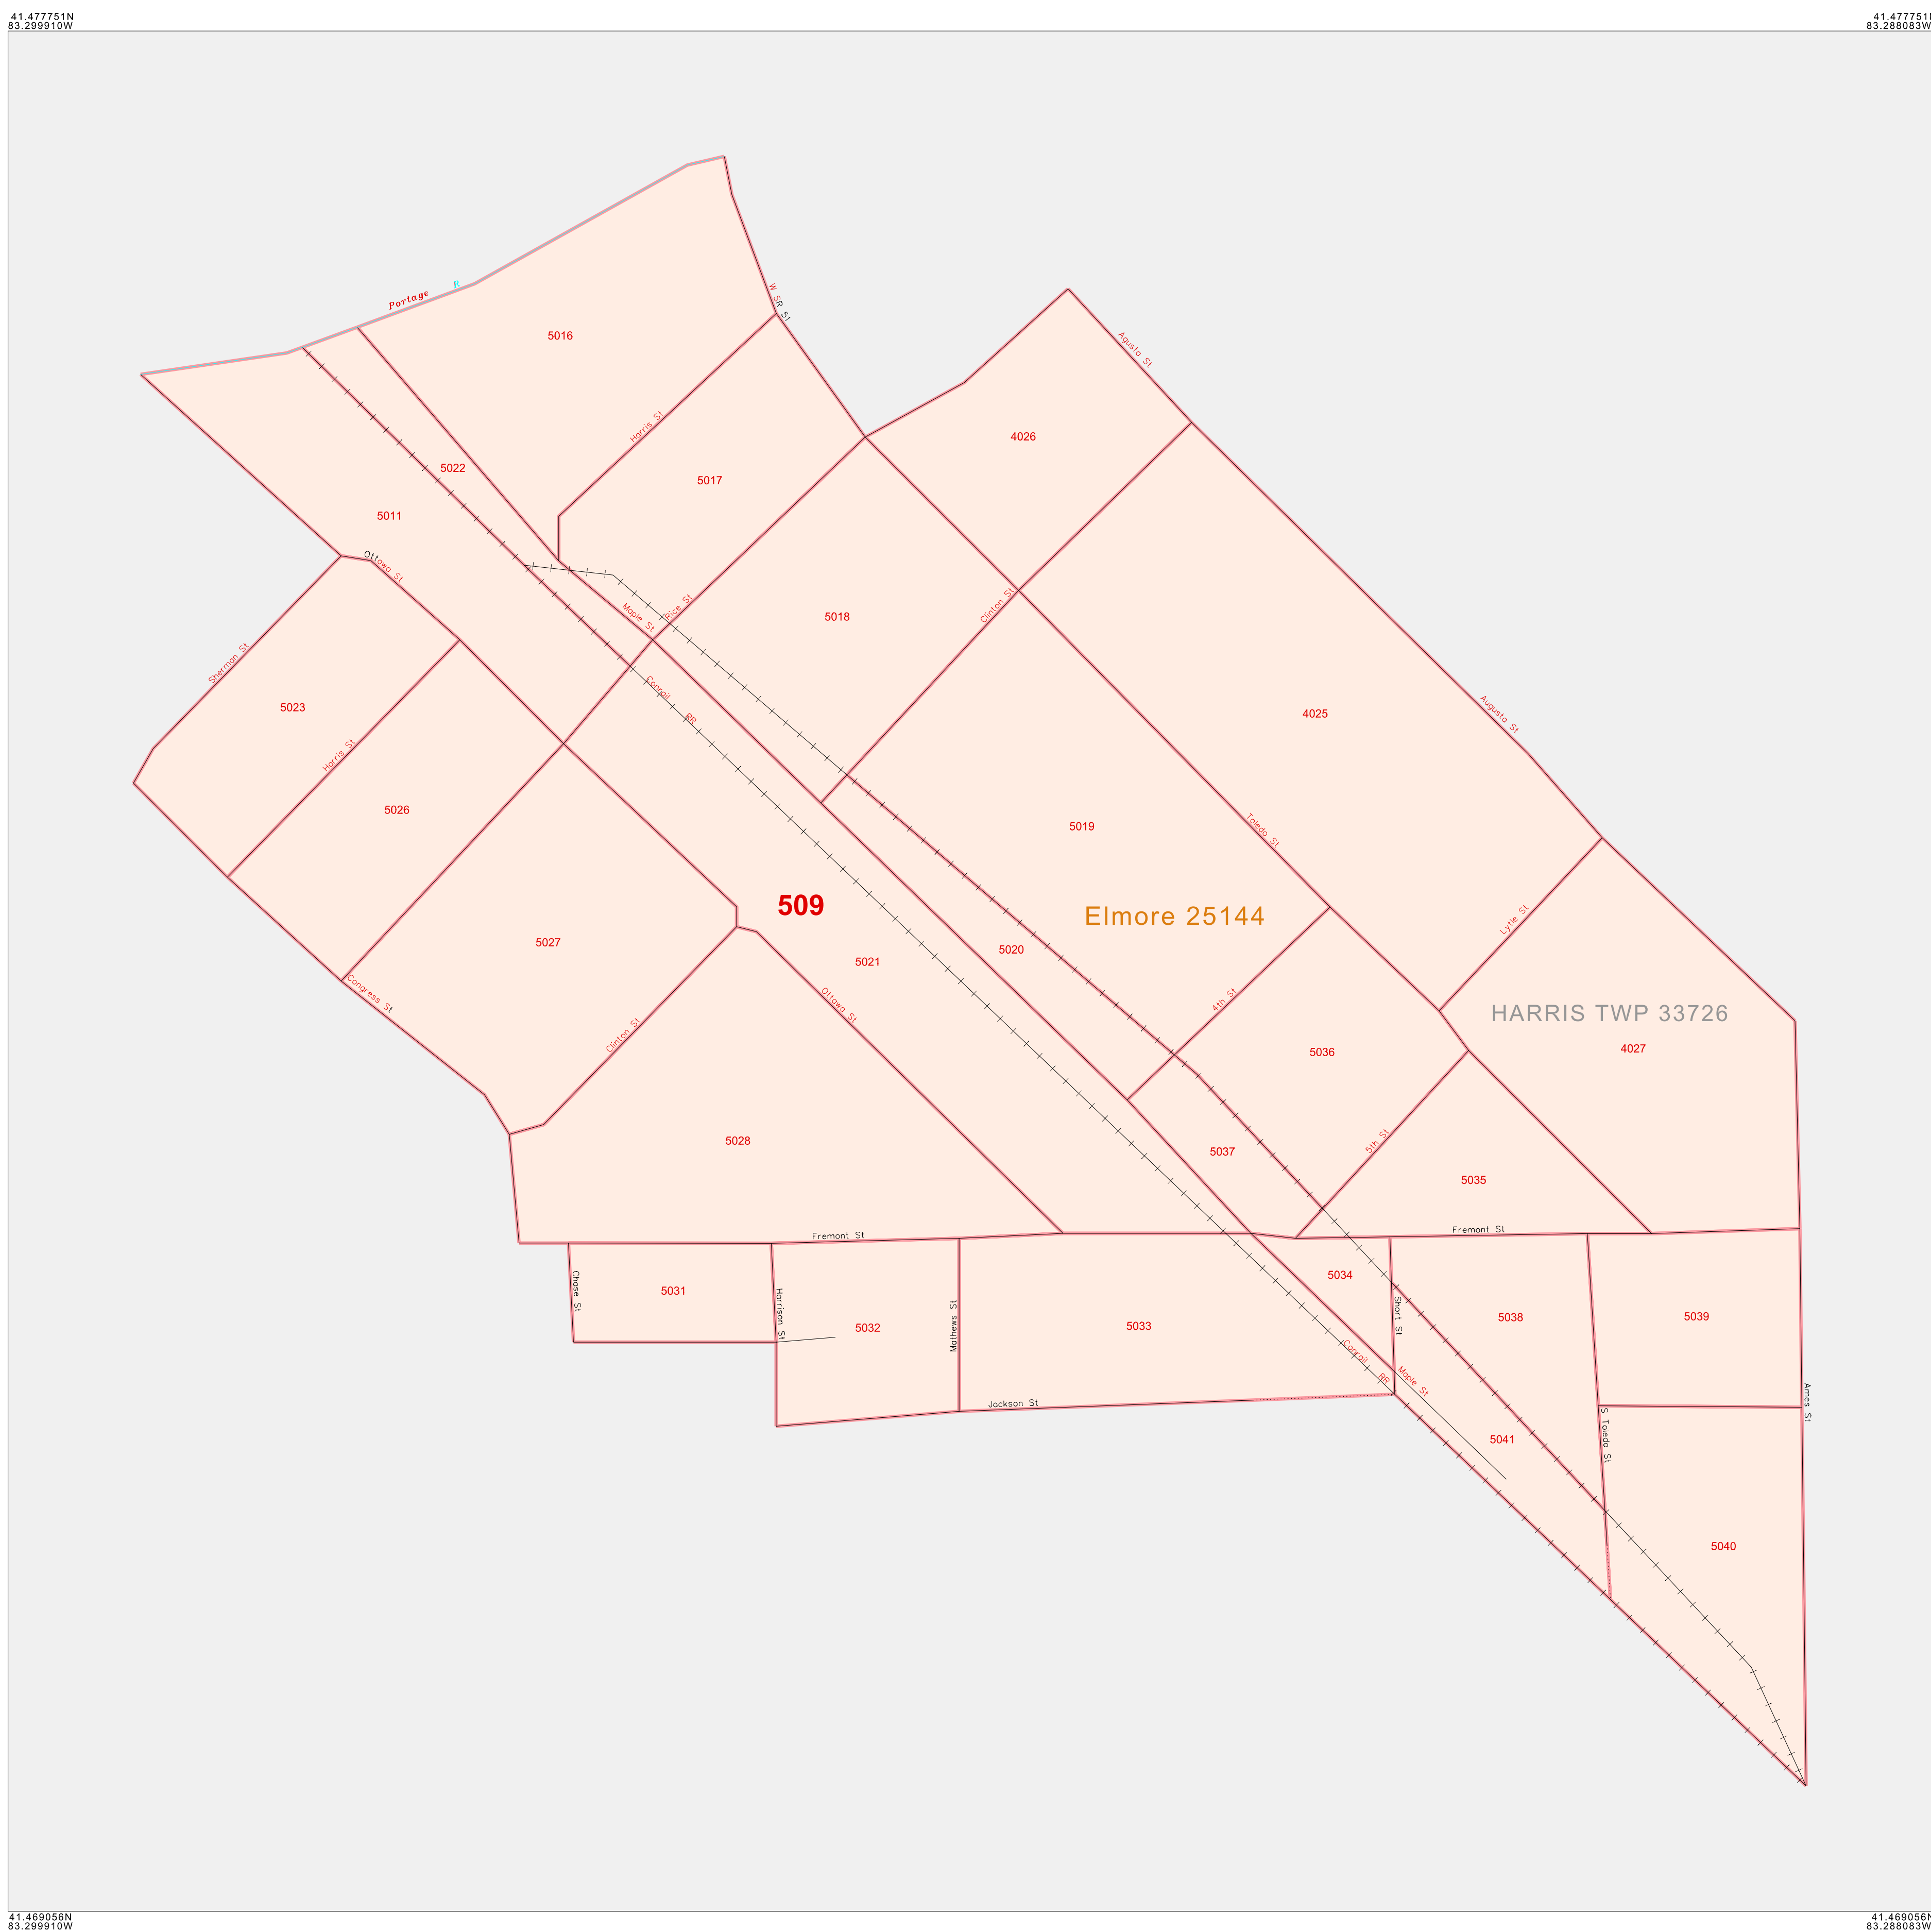 41.477751N
83.299910W
41.477751N
83.288083W
Portage R
W SR 51
5016
Agusta St
Harris St
4026
5022
5017
5011
Ottawa St
Maple St
Rice St
5018
Clinton St
Sherman St
5023
Conrail RR
4025
Augusta St
Harris St
5026
5019
Toledo St
509
Elmore 25144
Lytle St
5027
5020
5021
Congress St
Ottawa St
4th St
HARRIS TWP 33726
Clinton St
5036
4027
5028
5037
5th St
5035
Fremont St
Fremont St
Chase St
5031
Harrison St
5032
Mathews St
5033
5034
Short St
5038
5039
Conrail RR
Maple St
Jackson St
Ames St
5041
S Toledo St
5040
41.469056N
83.299910W
41.469056N
83.288083W